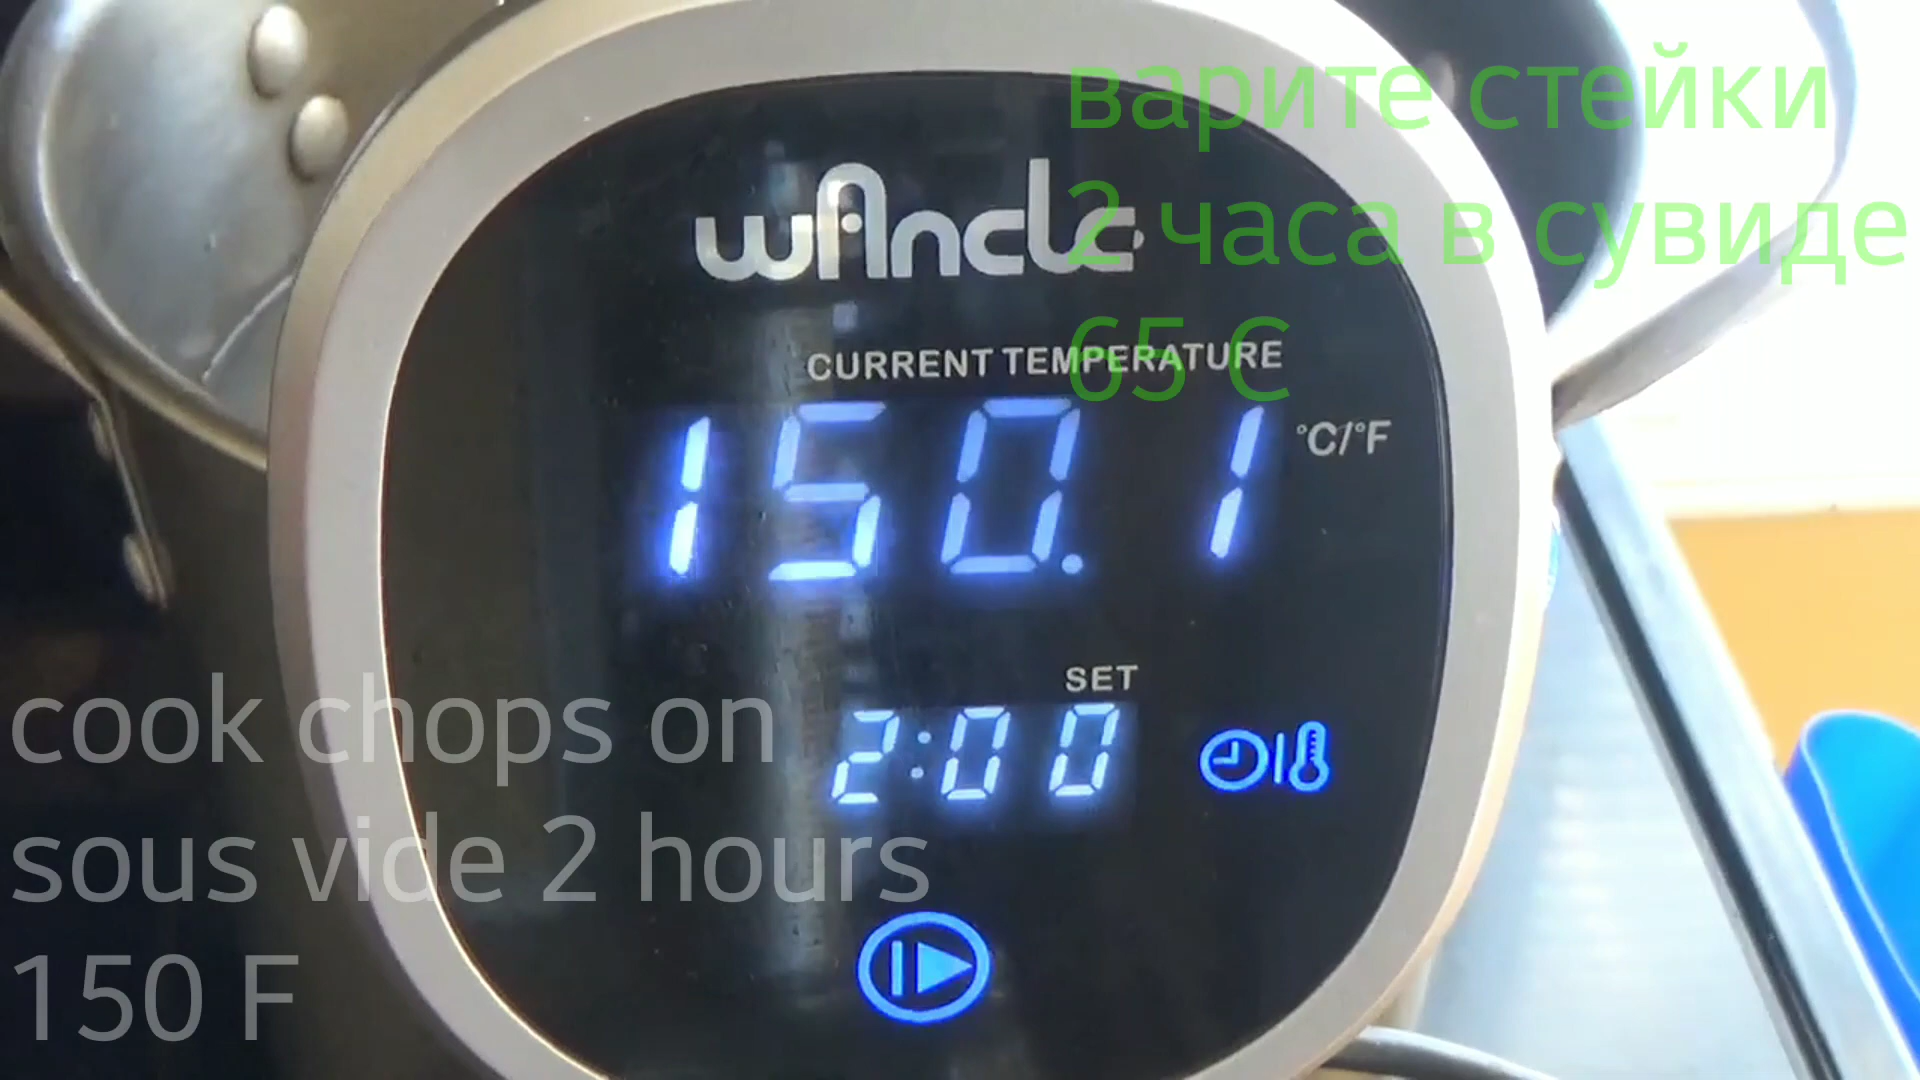 варите стейки
2 часа в сувиде
65 C
wAncle
CURRENT TEMPERATURE
150.1
°C/°F
SET
2:00
cook chops on
sous vide 2 hours
150 F